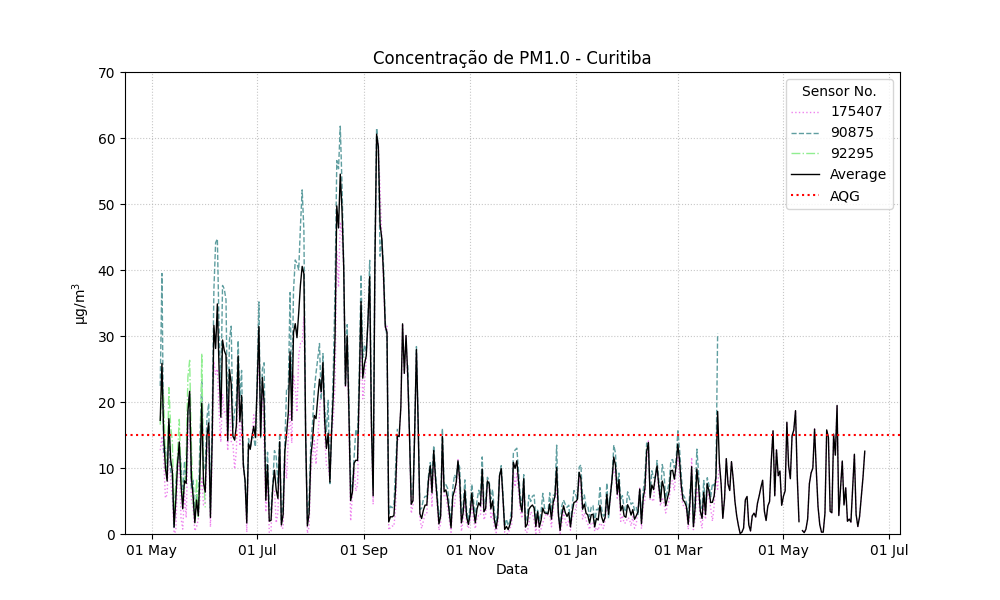 Concentração de PM1.0 - Curitiba
70
60
50
40
30
20
10
0
µg/m³
Sensor No.
175407
90875
92295
Average
AQG
01 May 01 Jul 01 Sep 01 Nov 01 Jan 01 Mar 01 May 01 Jul
Data